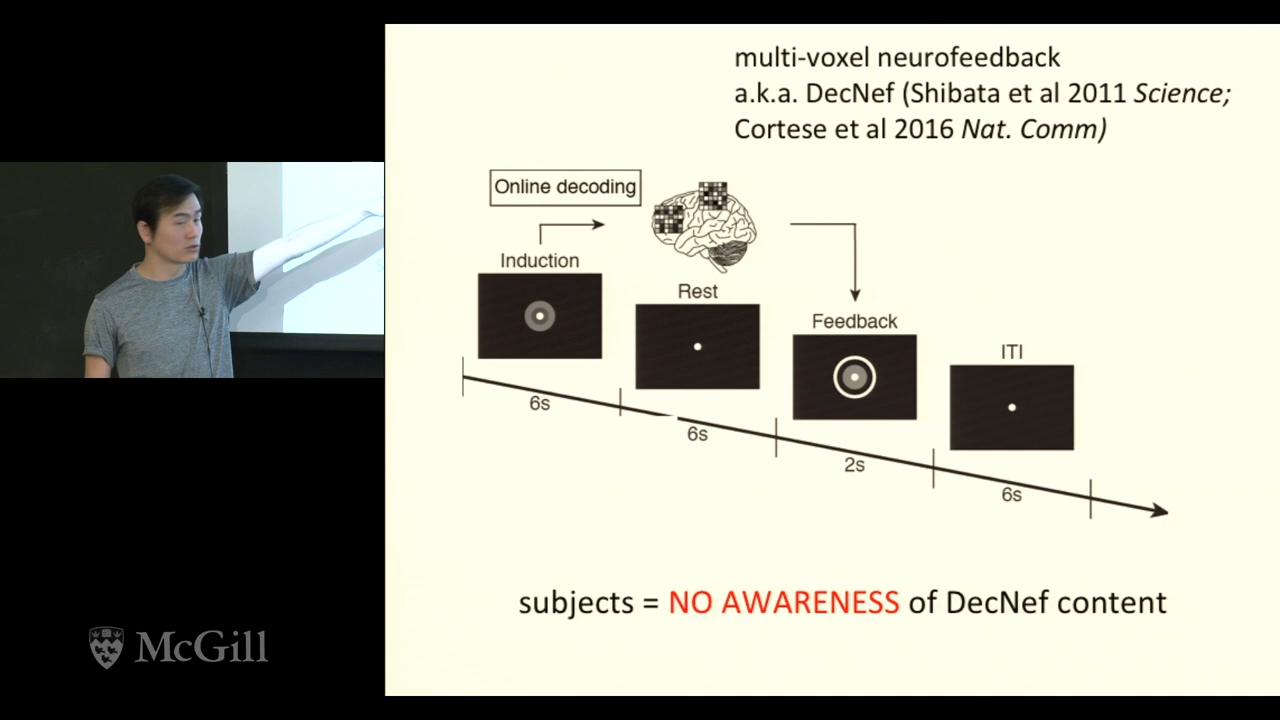 multi-voxel neurofeedback
a.k.a. DecNef (Shibata et al 2011 Science;
Cortese et al 2016 Nat. Comm)
Online decoding
Induction
Rest
Feedback
ITI
6s
6s
2s
6s
subjects = NO AWARENESS of DecNef content
McGill